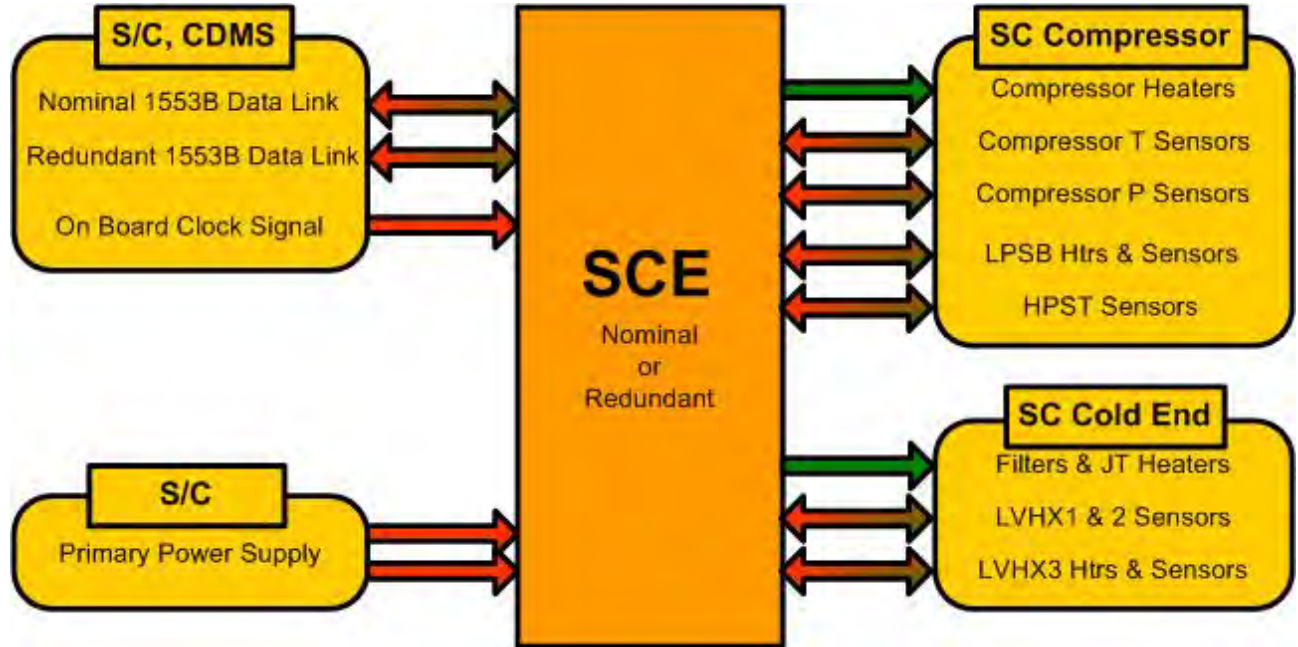 S/C, CDMS
Nominal 1553B Data Link
Redundant 1553B Data Link
On Board Clock Signal
S/C
Primary Power Supply
SCE
Nominal
or
Redundant
SC Compressor
Compressor Heaters
Compressor T Sensors
Compressor P Sensors
LPSB Htrs & Sensors
HPST Sensors
SC Cold End
Filters & JT Heaters
LVHX1 & 2 Sensors
LVHX3 Htrs & Sensors